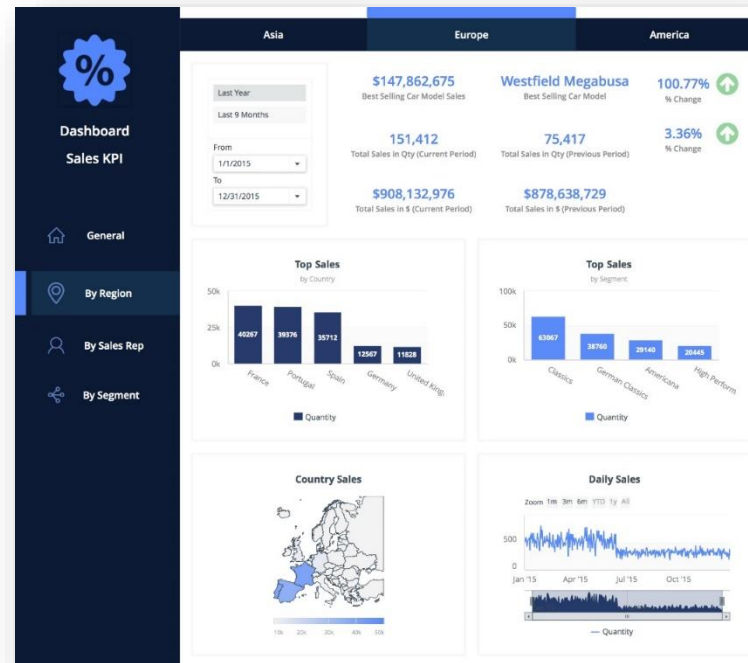 %
Dashboard
Sales KPI
General
By Region
By Sales Rep
By Segment
Asia
Europe
America
Last Year
Last 9 Months
From
1/1/2015
To
12/31/2015
$147,862,675
Best Selling Car Model Sales
Westfield Megabusa
Best Selling Car Model
100.77%
% Change
151,412
Total Sales in Qty (Current Period)
75,417
Total Sales in Qty (Previous Period)
3.36%
% Change
$908,132,976
Total Sales in $ (Current Period)
$878,638,729
Total Sales in $ (Previous Period)
Top Sales
by Country
50k
25k
0k
40267
39376
35712
12567
11828
France
Portugal
Spain
Germany
United King.
Quantity
Top Sales
by Segment
100k
50k
0k
63067
38760
29140
20445
Classics
German Classics
Americana
High Perform
Quantity
Country Sales
10k 20k 30k 40k 50k
Daily Sales
Zoom 1m 3m 6m YTD 1y All
500
0
Jan '15 Apr '15 Jul '15 Oct '15
Quantity